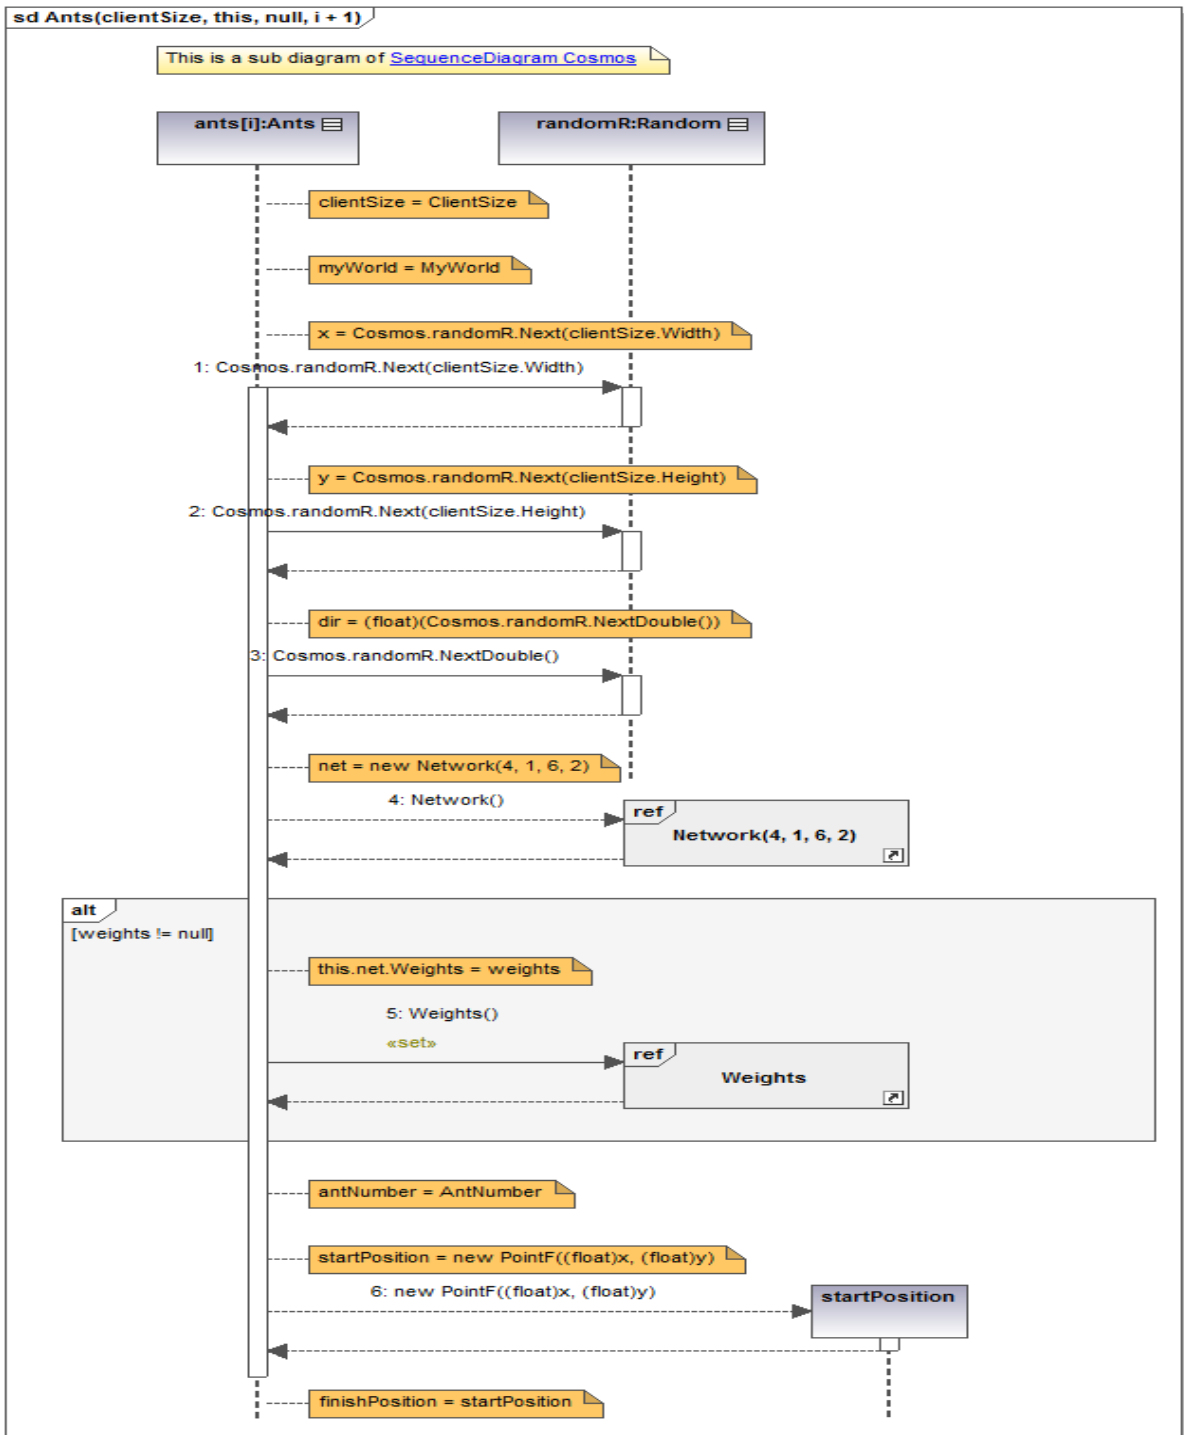 sd Ants(clientSize, this, null, i + 1)
This is a sub diagram of SequenceDiagram Cosmos
ants[i]:Ants
randomR:Random
clientSize = ClientSize
myWorld = MyWorld
x = Cosmos.randomR.Next(clientSize.Width)
1: Cosmos.randomR.Next(clientSize.Width)
y = Cosmos.randomR.Next(clientSize.Height)
2: Cosmos.randomR.Next(clientSize.Height)
dir = (float)(Cosmos.randomR.NextDouble())
3: Cosmos.randomR.NextDouble()
net = new Network(4, 1, 6, 2)
4: Network()
ref
Network(4, 1, 6, 2)
alt
[weights != null]
this.net.Weights = weights
5: Weights()
«set»
ref
Weights
antNumber = AntNumber
startPosition = new PointF((float)x, (float)y)
6: new PointF((float)x, (float)y)
startPosition
finishPosition = startPosition